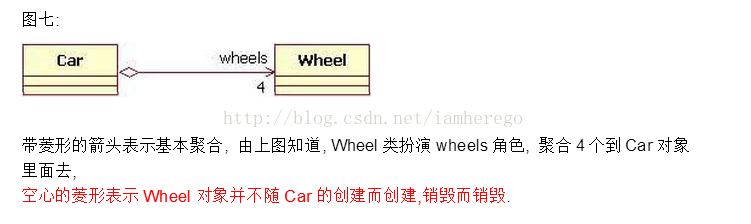 图七:
Car
wheels
Wheel
4
http://blog.csdn.net/iamherego
带菱形的箭头表示基本聚合, 由上图知道, Wheel 类扮演 wheels 角色, 聚合 4 个到 Car 对象
里面去,
空心的菱形表示 Wheel 对象并不随 Car 的创建而创建,销毁而销毁.